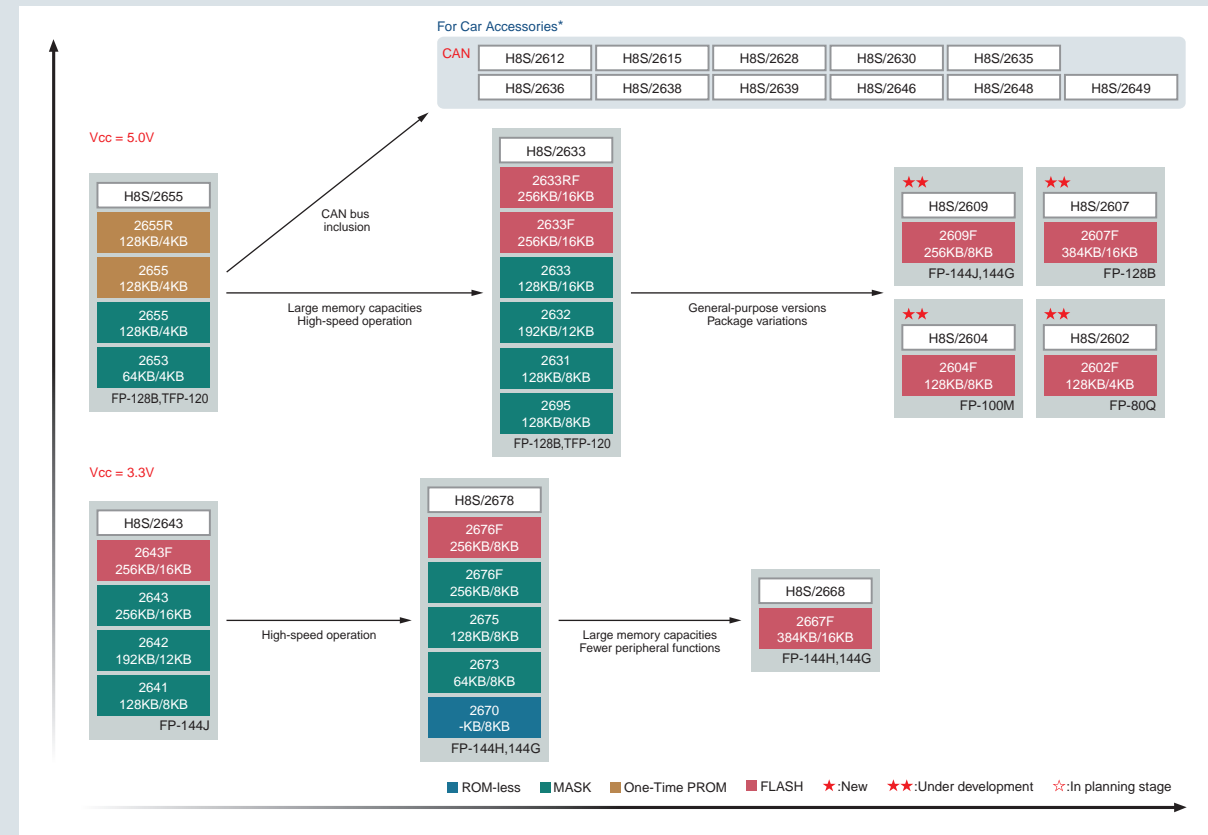 For Car Accessories*
CAN
H8S/2612
H8S/2615
H8S/2628
H8S/2630
H8S/2635
H8S/2636
H8S/2638
H8S/2639
H8S/2646
H8S/2648
H8S/2649
Vcc = 5.0V
H8S/2655
2655R
128KB/4KB
2655
128KB/4KB
2655
128KB/4KB
2653
64KB/4KB
FP-128B,TFP-120
CAN bus
inclusion
Large memory capacities
High-speed operation
H8S/2633
2633RF
256KB/16KB
2633F
256KB/16KB
2633
128KB/16KB
2632
192KB/12KB
2631
128KB/8KB
2695
128KB/8KB
FP-128B,TFP-120
General-purpose versions
Package variations
★★
H8S/2609
2609F
256KB/8KB
FP-144J,144G
★★
H8S/2607
2607F
384KB/16KB
FP-128B
★★
H8S/2604
2604F
128KB/8KB
FP-100M
★★
H8S/2602
2602F
128KB/4KB
FP-80Q
Vcc = 3.3V
H8S/2643
2643F
256KB/16KB
2643
256KB/16KB
2642
192KB/12KB
2641
128KB/8KB
FP-144J
High-speed operation
H8S/2678
2676F
256KB/8KB
2676F
256KB/8KB
2675
128KB/8KB
2673
64KB/8KB
2670
-KB/8KB
FP-144H,144G
Large memory capacities
Fewer peripheral functions
H8S/2668
2667F
384KB/16KB
FP-144H,144G
ROM-less MASK One-Time PROM FLASH ★:New ★★:Under development ☆:In planning stage